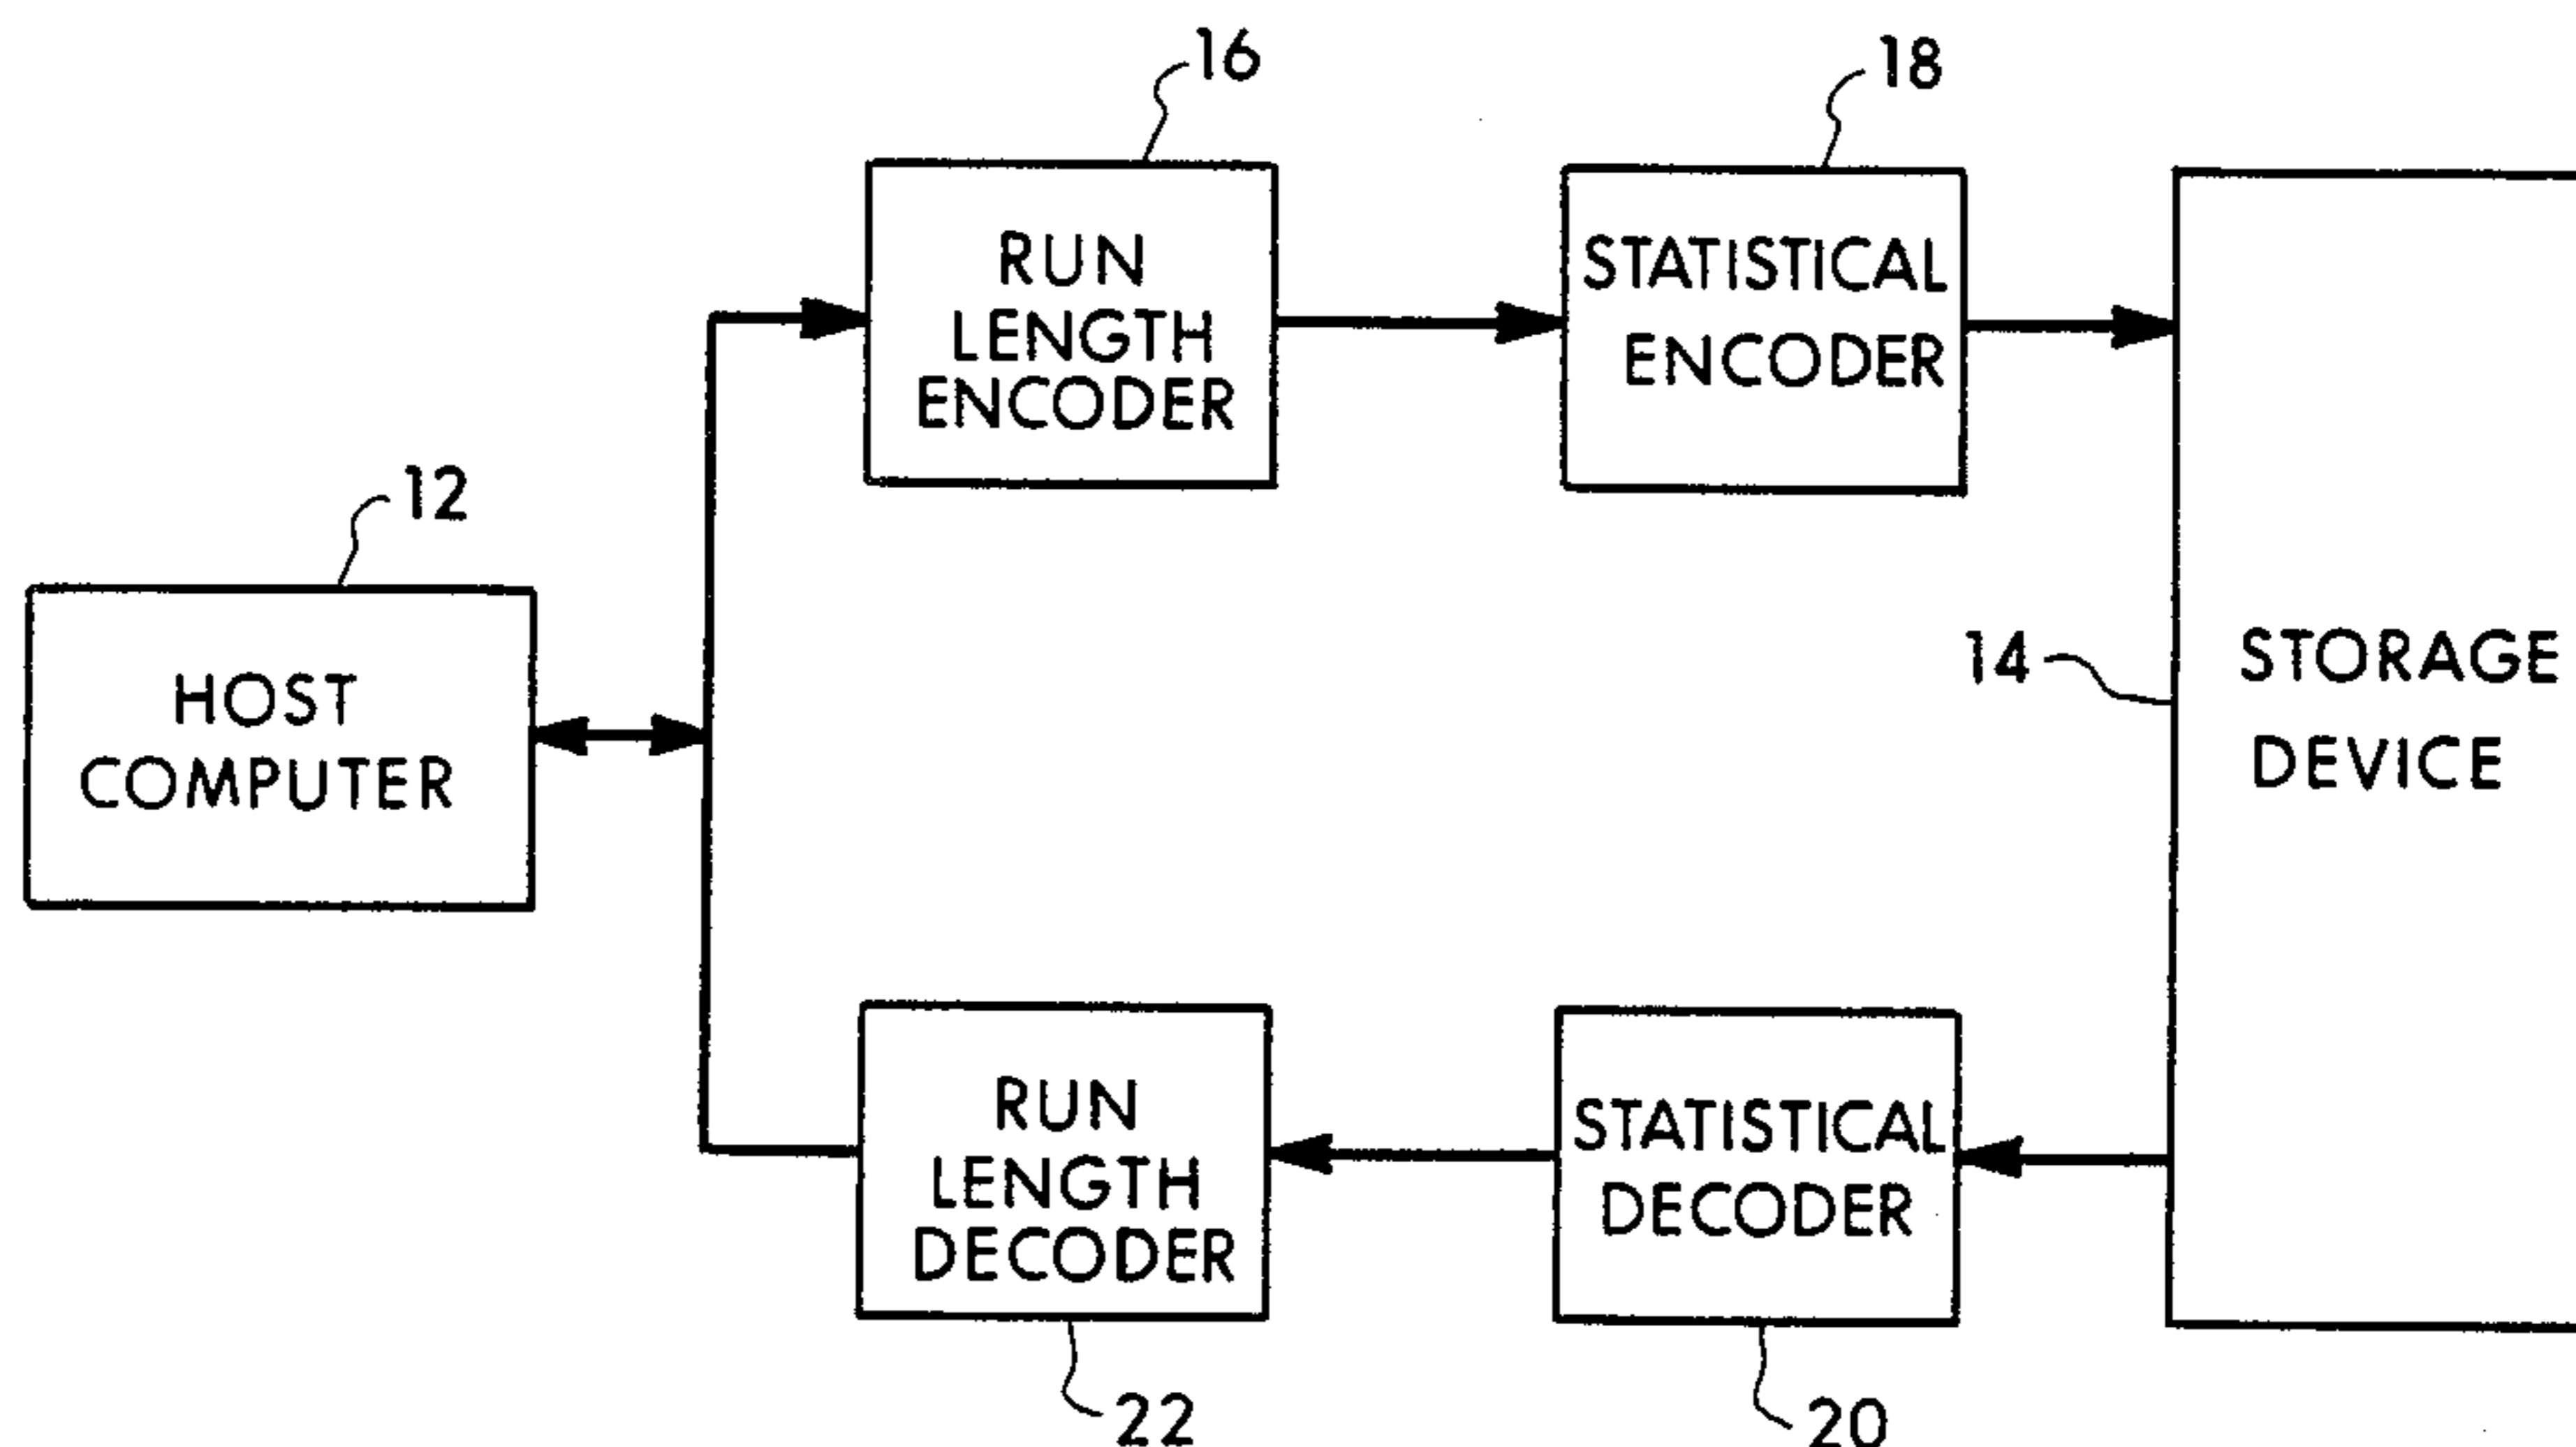 16
18
RUN
LENGTH
ENCODER
STATISTICAL
ENCODER
12
HOST
COMPUTER
14
STORAGE
DEVICE
RUN
LENGTH
DECODER
STATISTICAL
DECODER
22
20